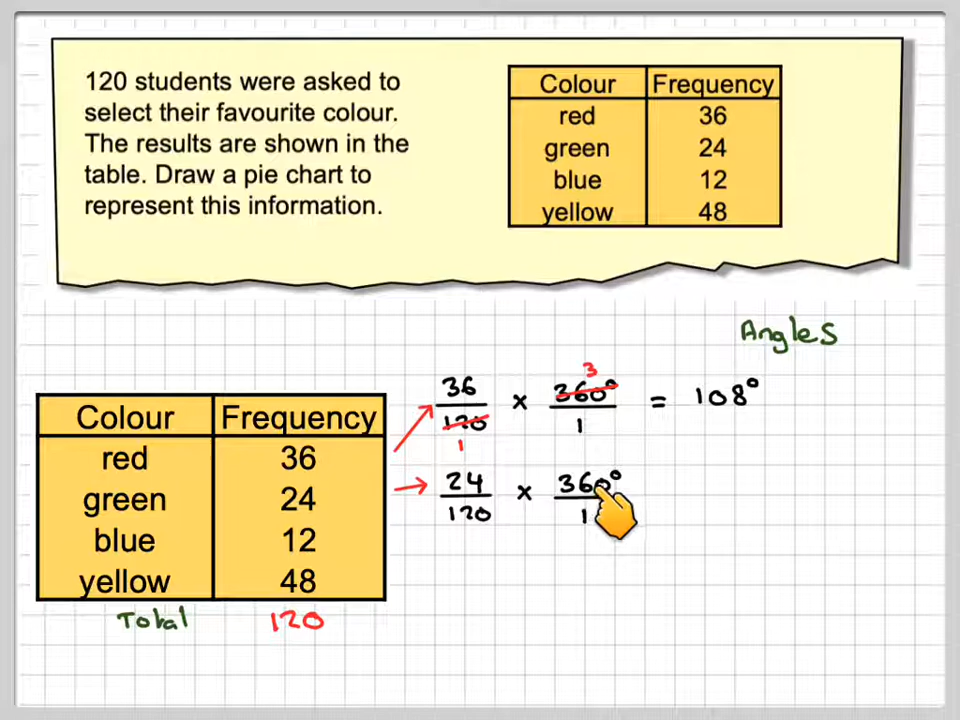 120 students were asked to
select their favourite colour.
The results are shown in the
table. Draw a pie chart to
represent this information.
Colour Frequency
red 36
green 24
blue 12
yellow 48
Angles
36/120 × 360°/1 = 108°
3
1
24/120 × 360°/1
Colour Frequency
red 36
green 24
blue 12
yellow 48
Total 120